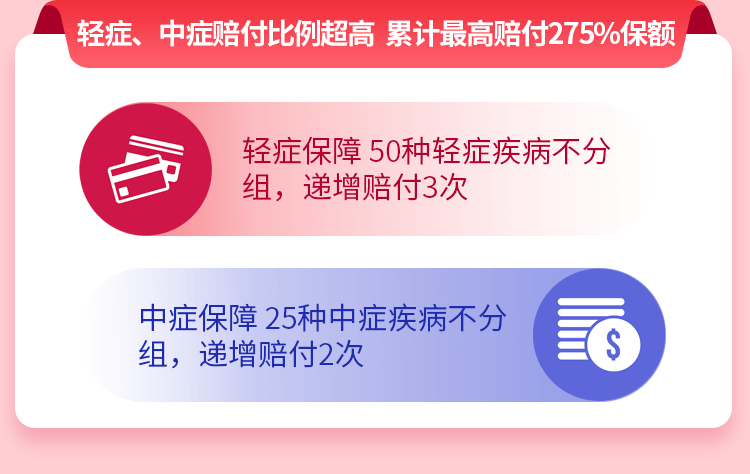 轻症、中症赔付比例超高 累计最高赔付275%保额
轻症保障 50种轻症疾病不分
组，递增赔付3次
中症保障 25种中症疾病不分
组，递增赔付2次
$